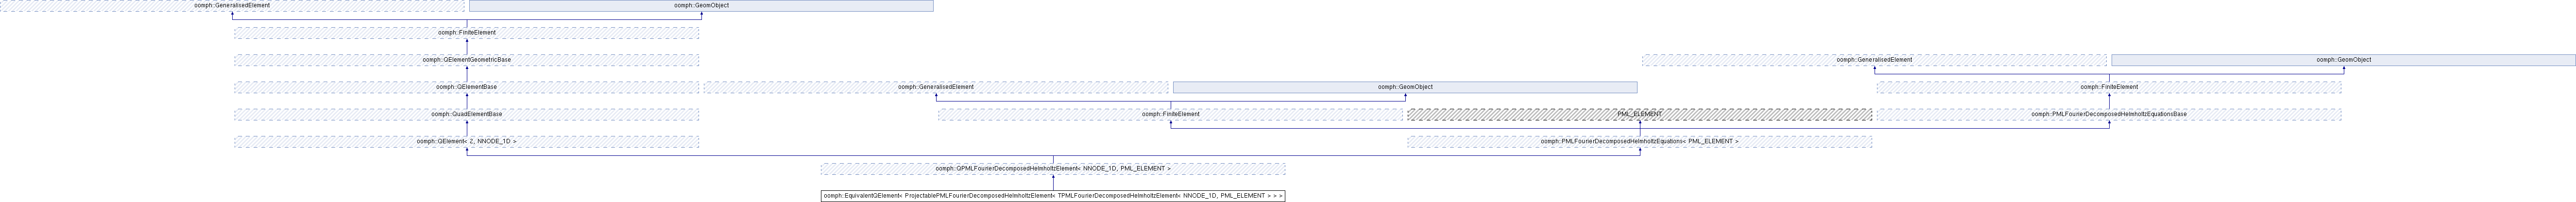 oomph::GeneralisedElement
oomph::GeomObject
oomph::FiniteElement
oomph::QElementGeometricBase
oomph::GeneralisedElement
oomph::GeomObject
oomph::QElementBase
oomph::GeneralisedElement
oomph::GeomObject
oomph::FiniteElement
oomph::QuadElementBase
oomph::FiniteElement
PML_ELEMENT
oomph::PMLFourierDecomposedHelmholtzEquationsBase
oomph::QElement< 2, NNODE_1D >
oomph::PMLFourierDecomposedHelmholtzEquations< PML_ELEMENT >
oomph::QPMLFourierDecomposedHelmholtzElement< NNODE_1D, PML_ELEMENT >
oomph::EquivalentQElement< ProjectablePMLFourierDecomposedHelmholtzElement< TPMLFourierDecomposedHelmholtzElement< NNODE_1D, PML_ELEMENT > > >